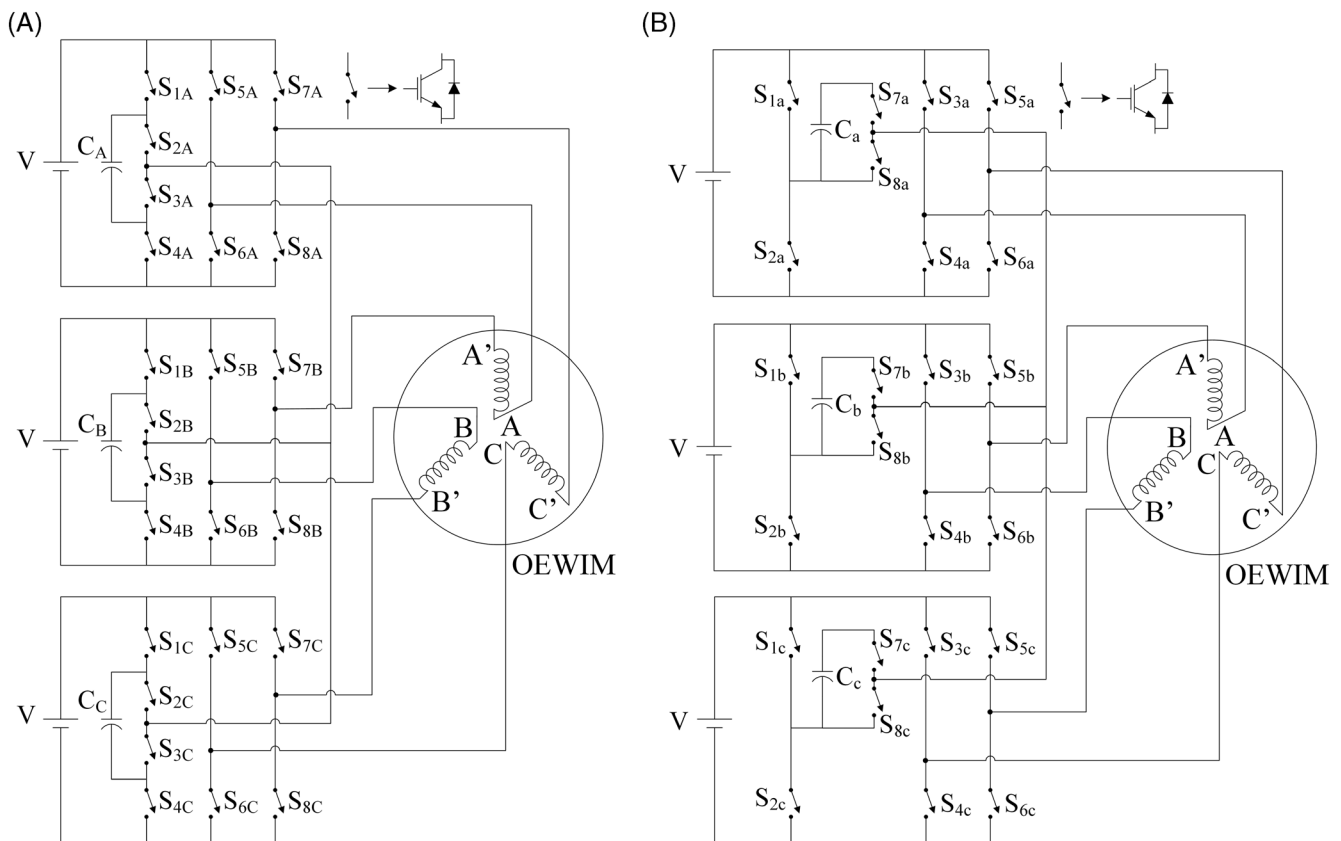 (A)
(B)
S1A
S5A
S7A
CA
S2A
V
S3A
S4A
S6A
S8A
S1B
S5B
S7B
CB
S2B
V
S3B
S4B
S6B
S8B
S1C
S5C
S7C
CC
S2C
V
S3C
S4C
S6C
S8C
A'
B
A
C
B'
C'
OEWIM
S1a
S7a
S3a
S5a
Ca
V
S8a
S2a
S4a
S6a
S1b
S7b
S3b
S5b
Cb
V
S8b
S2b
S4b
S6b
S1c
S7c
S3c
S5c
Cc
V
S8c
S2c
S4c
S6c
A'
B
A
C
B'
C'
OEWIM